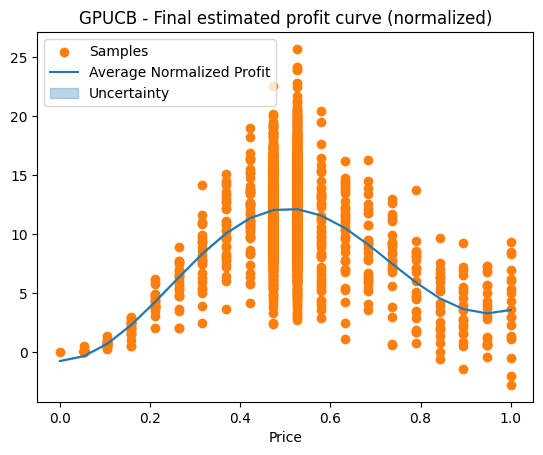 GPUCB - Final estimated profit curve (normalized)
Samples
Average Normalized Profit
Uncertainty
25
20
15
10
5
0
0.0 0.2 0.4 0.6 0.8 1.0
Price